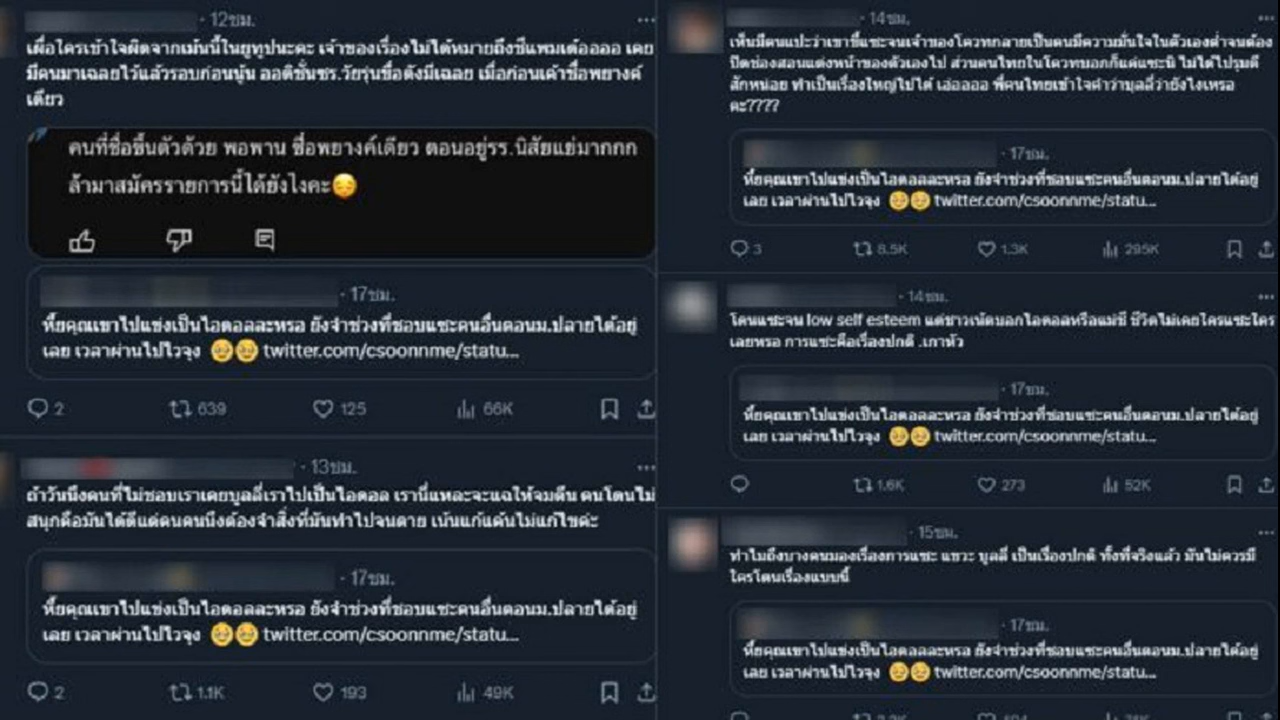 12ชม.
เผื่อใครเข้าใจผิดจากเม้นนี้ในยูทูปนะคะ เจ้าของเรื่องไม่ได้หมายถึงชีแพมเด้ออออ เคย
มีคนมาเฉลยไว้แล้วรอบก่อนนู้น ออดิชั่นชร.วัยรุ่นชื่อดังมีเฉลย เมื่อก่อนเค้าชื่อพยางค์
เดียว
คนที่ชื่อขึ้นตัวด้วย พอพาน ชื่อพยางค์เดียว ตอนอยู่รร.นิสัยแย่มากกก
ล้ามาสมัครรายการนี้ได้ยังไงคะ😔
17ชม.
หื้ยคุณเขาไปแข่งเป็นไอดอลละหรอ ยังจำช่วงที่ชอบแซะคนอื่นตอนม.ปลายได้อยู่
เลย เวลาผ่านไปไวจุง 🥹🥹 twitter.com/csoonnme/statu...
2 639 125 66K
13ชม.
ถ้าวันนึงคนที่ไม่ชอบเราเคยบูลลี่เราไปเป็นไอดอล เรานี่แหละจะแฉให้จมดิน คนโดนไม่
สนุกคือมันได้ดีแต่คนคนนึงต้องจำสิ่งที่มันทำไปจนตาย เน้นแก้แค้นไม่แก้ไขค่ะ
17ชม.
หื้ยคุณเขาไปแข่งเป็นไอดอลละหรอ ยังจำช่วงที่ชอบแซะคนอื่นตอนม.ปลายได้อยู่
เลย เวลาผ่านไปไวจุง 🥹🥹 twitter.com/csoonnme/statu...
2 1.1K 193 49K
14ชม.
เห็นมีคนแปะว่าเขาขี้แซะจนเจ้าของโควทกลายเป็นคนมีความมั่นใจในตัวเองต่ำจนต้อง
ปิดช่องสอนแต่งหน้าของตัวเองไป ส่วนคนไทยในโควทบอกก็แค่แซะนิ ไม่ได้ไปรุมตี
สักหน่อย ทำเป็นเรื่องใหญ่ไปได้ เอ่ออออ พี่คนไทยเข้าใจคำว่าบุลลี่ว่ายังไงเหรอ
คะ????
17ชม.
หื้ยคุณเขาไปแข่งเป็นไอดอลละหรอ ยังจำช่วงที่ชอบแซะคนอื่นตอนม.ปลายได้อยู่
เลย เวลาผ่านไปไวจุง 🥹🥹 twitter.com/csoonnme/statu...
3 8.5K 1.3K 295K
14ชม.
โดนแซะจน low self esteem แต่ชาวเน้ตบอกไอดอลหรือแม่ชี ชีวิตไม่เคยใครแซะใคร
เลยหรอ การแซะคือเรื่องปกติ .เกาหัว
17ชม.
หื้ยคุณเขาไปแข่งเป็นไอดอลละหรอ ยังจำช่วงที่ชอบแซะคนอื่นตอนม.ปลายได้อยู่
เลย เวลาผ่านไปไวจุง 🥹🥹 twitter.com/csoonnme/statu...
1.6K 273 52K
15ชม.
ทำไมถึงบางคนมองเรื่องการแซะ แขวะ บูลลี่ เป็นเรื่องปกติ ทั้งที่จริงแล้ว มันไม่ควรมี
ใครโดนเรื่องแบบนี้
17ชม.
หื้ยคุณเขาไปแข่งเป็นไอดอลละหรอ ยังจำช่วงที่ชอบแซะคนอื่นตอนม.ปลายได้อยู่
เลย เวลาผ่านไปไวจุง 🥹🥹 twitter.com/csoonnme/statu...